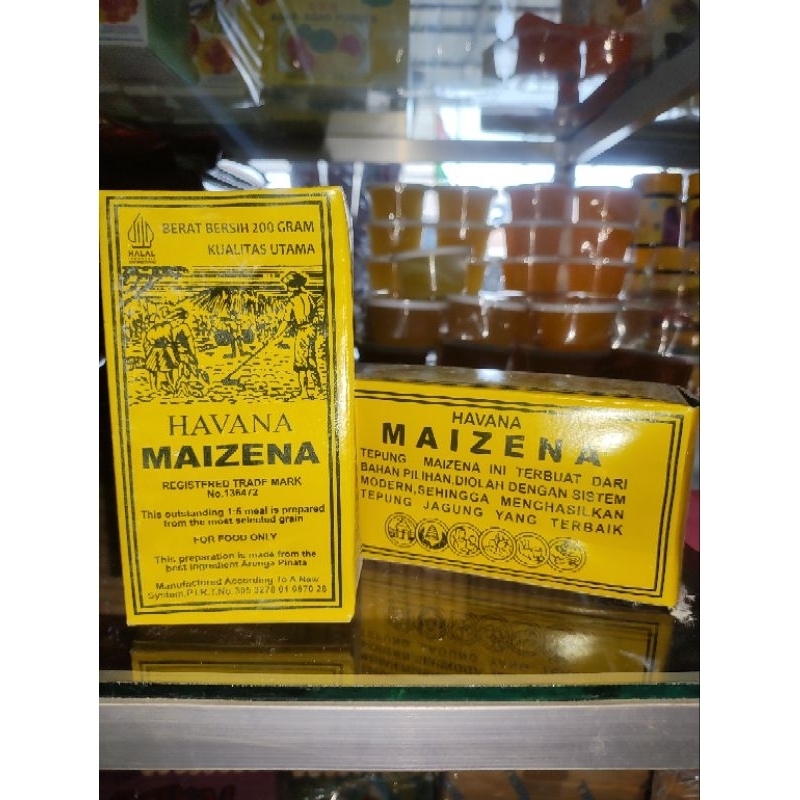 HALAL
INDONESIA
BERAT BERSIH 200 GRAM
KUALITAS UTAMA
HAVANA
MAIZENA
REGISTERED TRADE MARK
No.136472
This outstanding 1:5 meal is prepared
from the most selected grain
FOR FOOD ONLY
This preparation is made from the
best ingredient Arenga Pinata
Manufactured According To A New
System,P.I.R.T.No.
HAVANA
MAIZENA
TEPUNG MAIZENA INI TERBUAT DARI
BAHAN PILIHAN,DIOLAH DENGAN SISTEM
MODERN,SEHINGGA MENGHASILKAN
TEPUNG JAGUNG YANG TERBAIK